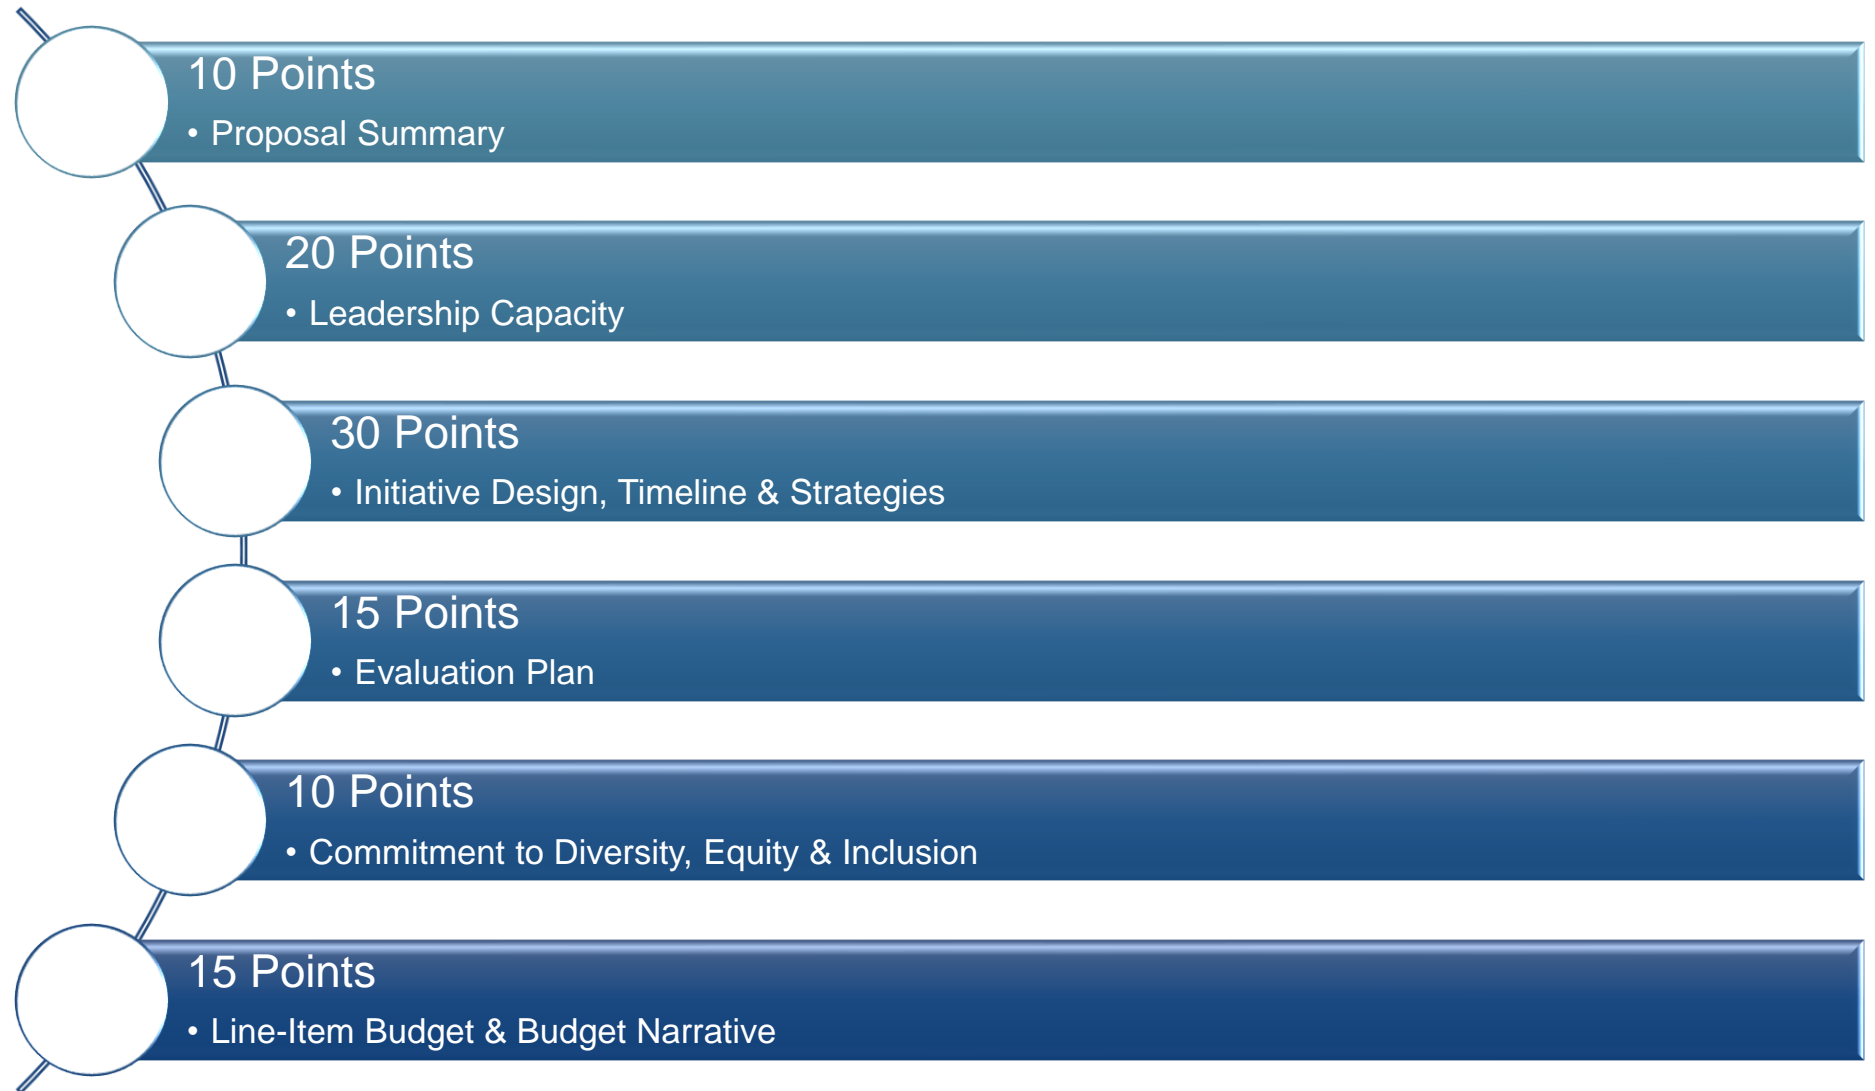 10 Points
• Proposal Summary
20 Points
• Leadership Capacity
30 Points
• Initiative Design, Timeline & Strategies
15 Points
• Evaluation Plan
10 Points
• Commitment to Diversity, Equity & Inclusion
15 Points
• Line-Item Budget & Budget Narrative